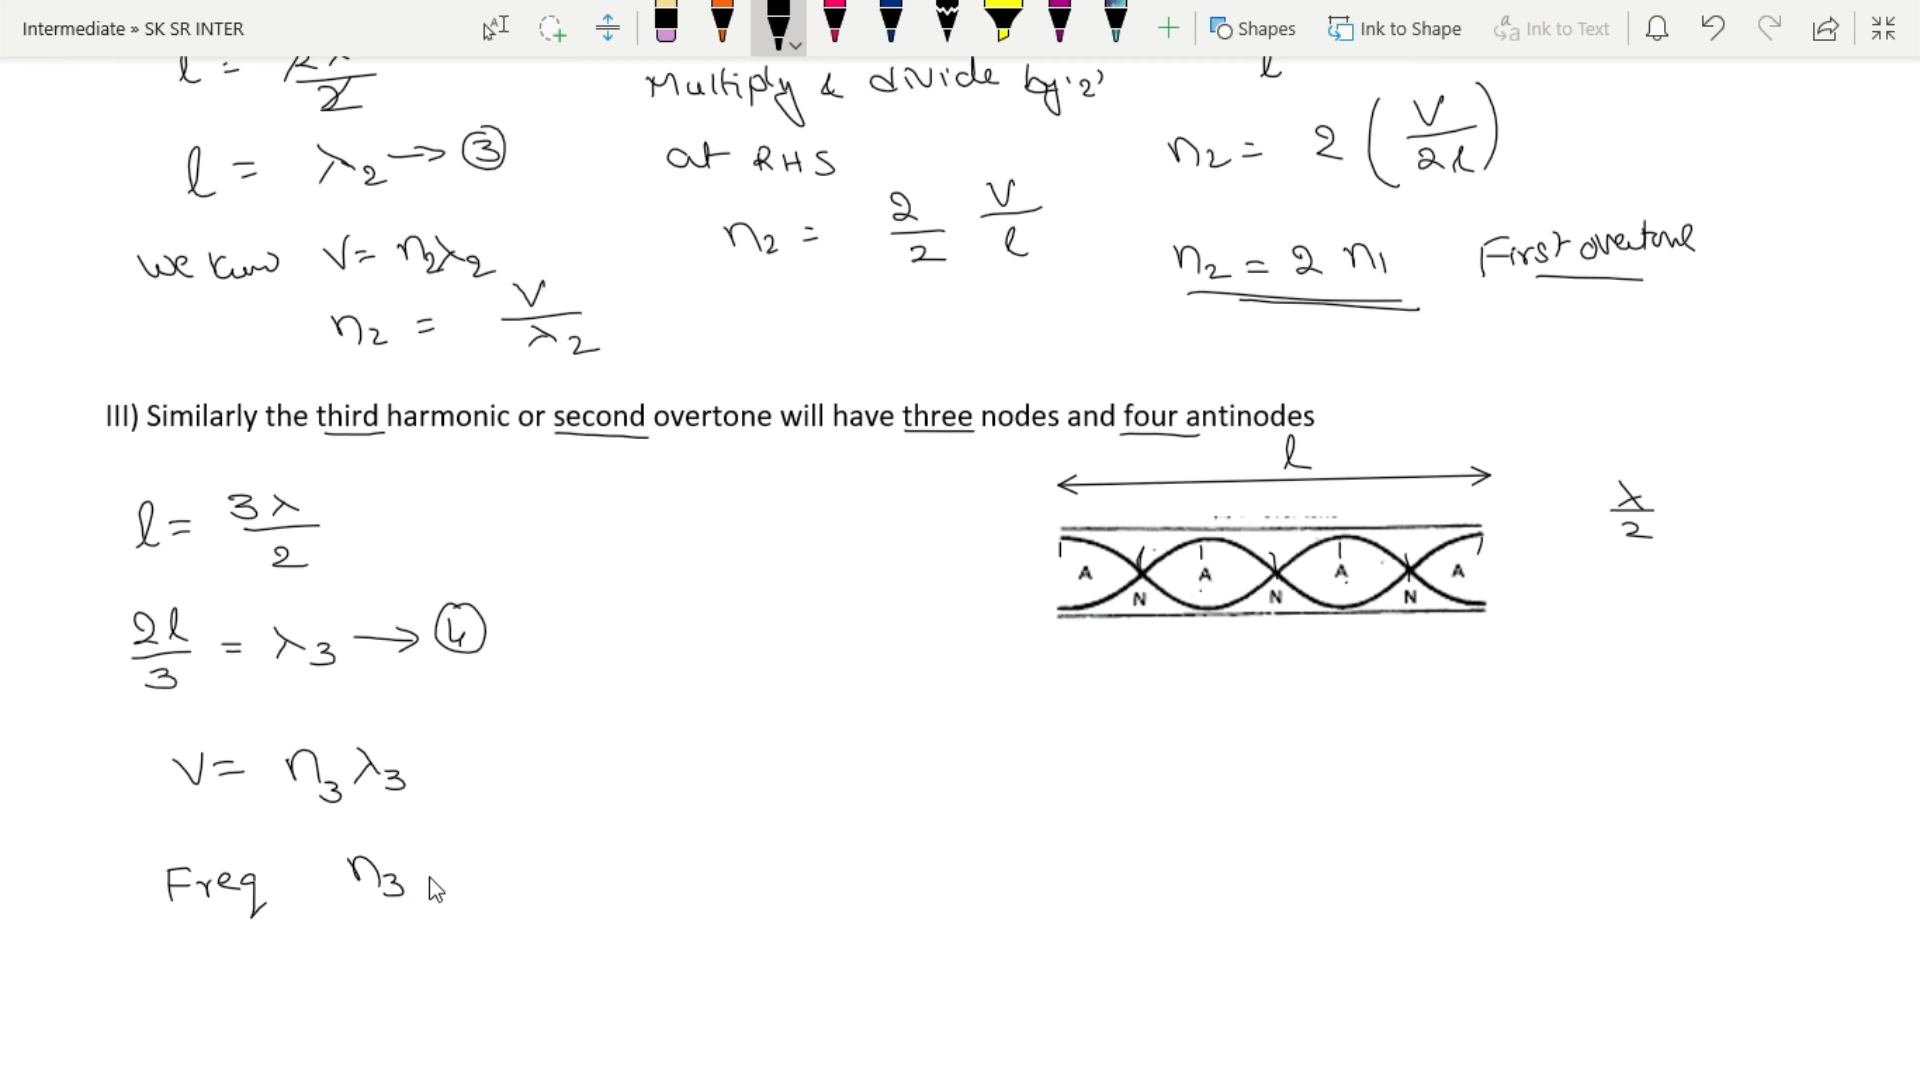 Intermediate » SK SR INTER
Shapes
Ink to Shape
Ink to Text
l =
2
l = λ2 → ③
We know V = n2λ2
n2 = V / λ2
Multiply & divide by '2'
at RHS
n2 = 2/2 V/l
l
n2 = 2 ( V / 2l )
n2 = 2 n1 First overtone
III) Similarly the third harmonic or second overtone will have three nodes and four antinodes
l = 3λ / 2
2l / 3 = λ3 → ④
V = n3 λ3
Freq n3
l
λ / 2
A A A A
N N N